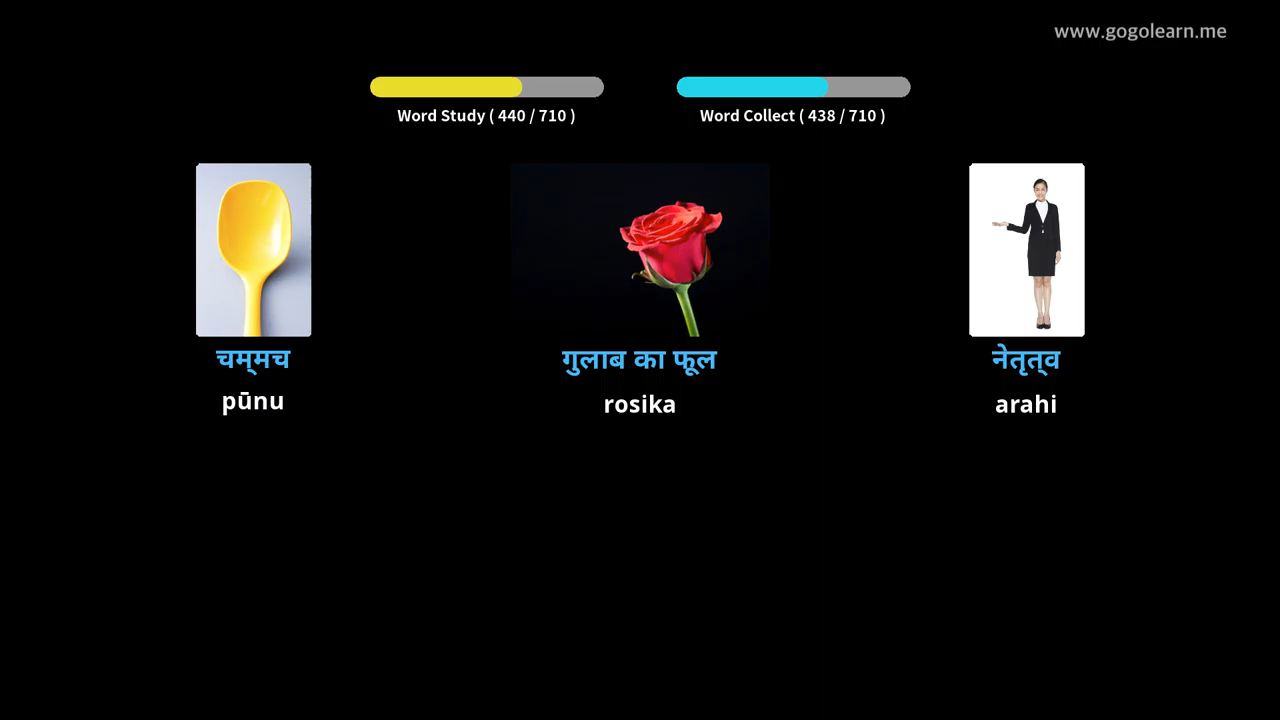 www.gogolearn.me
Word Study ( 440 / 710 )
Word Collect ( 438 / 710 )
चम्मच
गुलाब का फूल
नेतृत्व
pūnu
rosika
arahi